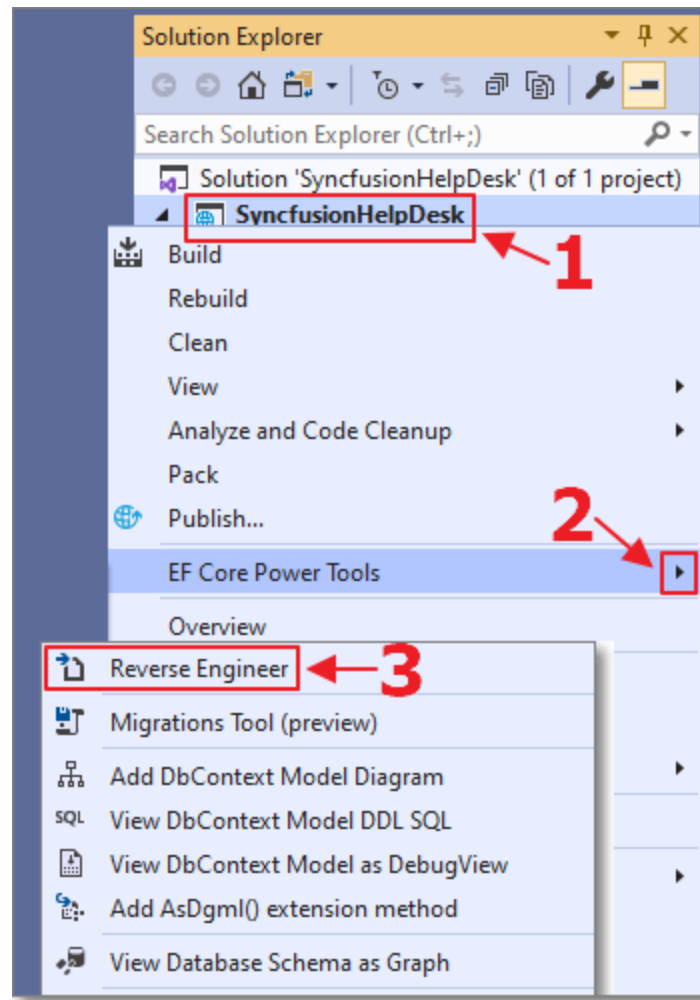 Solution Explorer
Search Solution Explorer (Ctrl+;)
Solution 'SyncfusionHelpDesk' (1 of 1 project)
SyncfusionHelpDesk
1
Build
Rebuild
Clean
View
Analyze and Code Cleanup
Pack
Publish...
2
EF Core Power Tools
Overview
Reverse Engineer
3
Migrations Tool (preview)
Add DbContext Model Diagram
SQL View DbContext Model DDL SQL
View DbContext Model as DebugView
Add AsDgml() extension method
View Database Schema as Graph